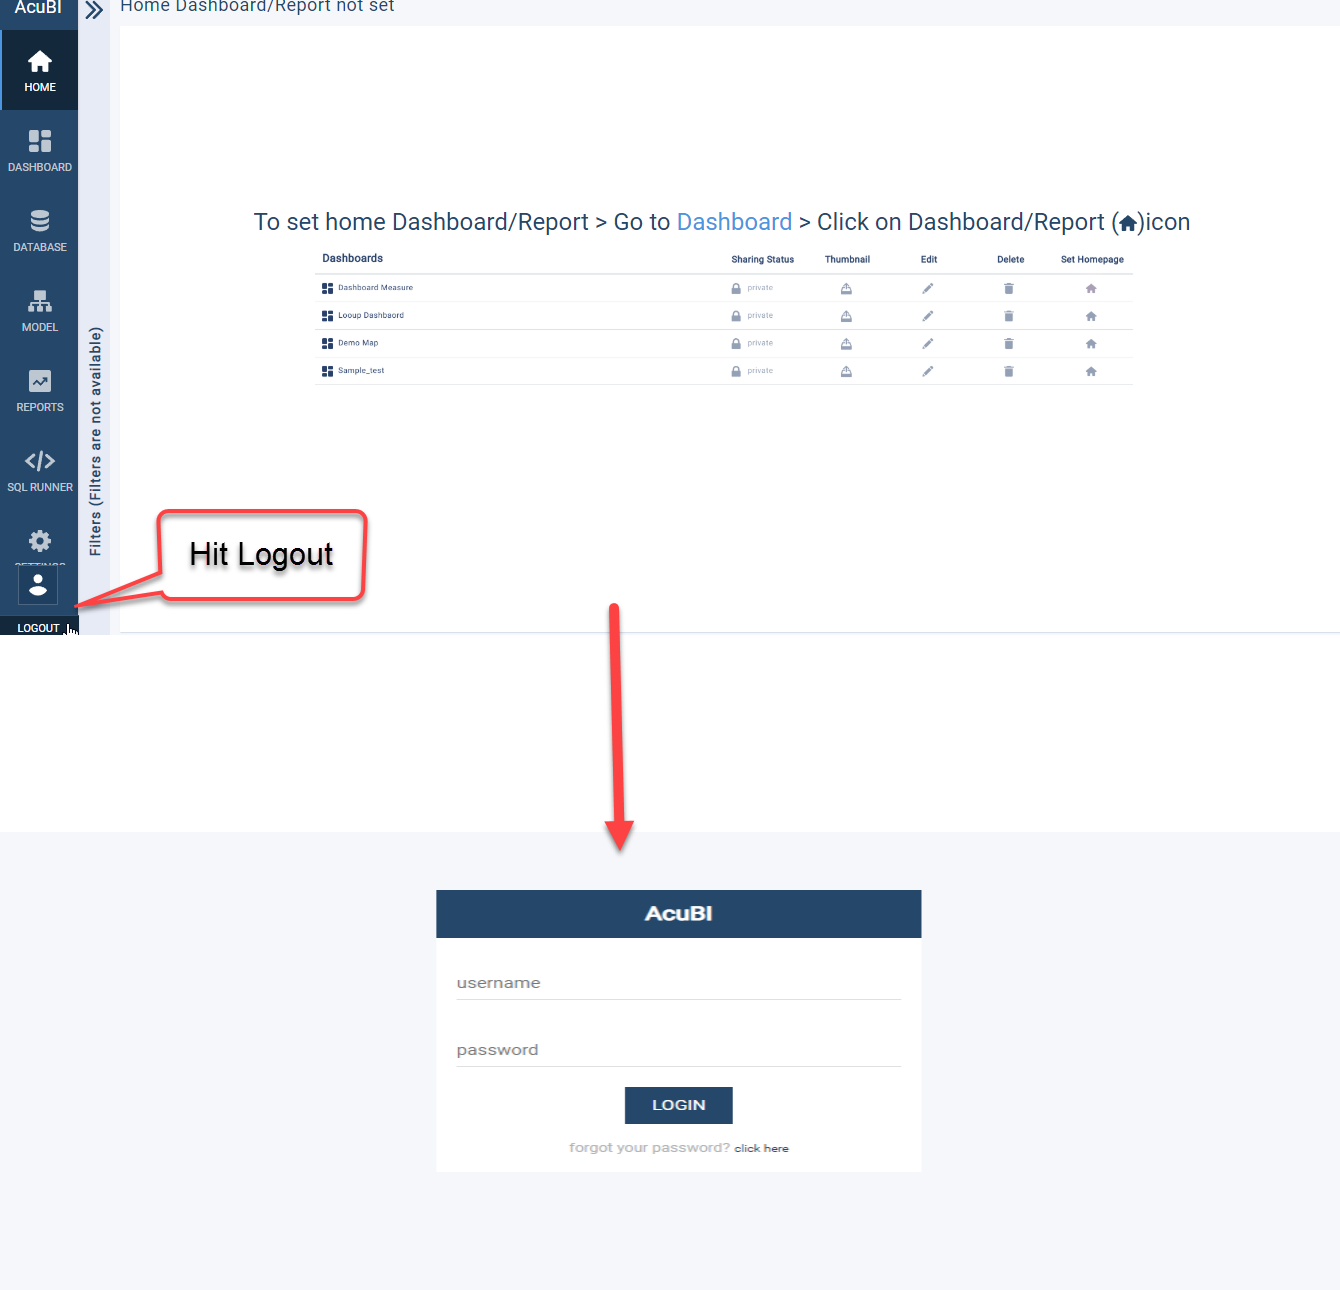 AcuBI
Home Dashboard/Report not set
HOME
DASHBOARD
DATABASE
MODEL
REPORTS
SQL RUNNER
SETTINGS
LOGOUT
Filters (Filters are not available)
To set home Dashboard/Report > Go to Dashboard > Click on Dashboard/Report ()icon
Dashboards Sharing Status Thumbnail Edit Delete Set Homepage
Dashboard Measure private
Looup Dashbaord private
Demo Map private
Sample_test private
Hit Logout
AcuBI
username
password
LOGIN
forgot your password? click here